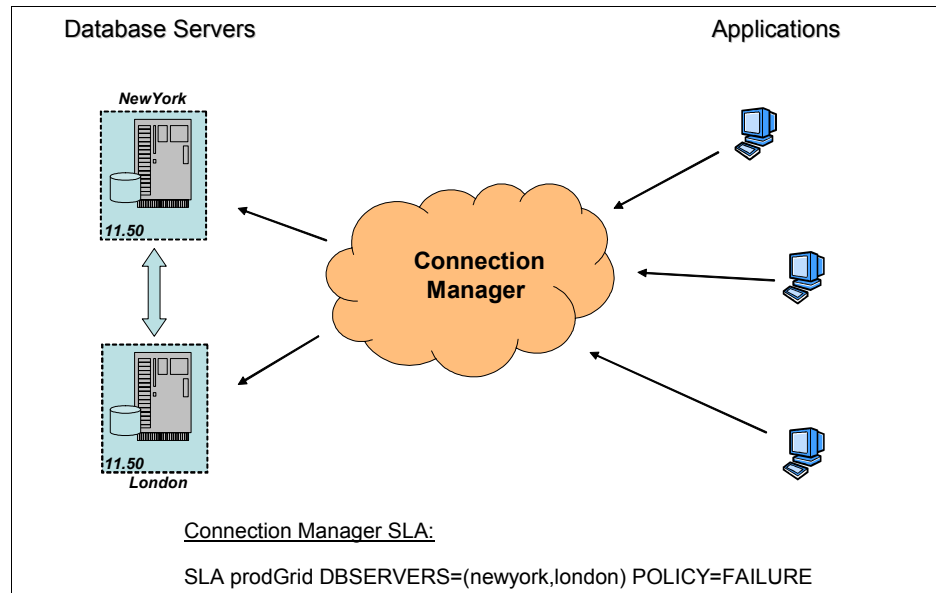 Database Servers
Applications
NewYork
11.50
Connection
Manager
11.50
London
Connection Manager SLA:
SLA prodGrid DBSERVERS=(newyork,london) POLICY=FAILURE